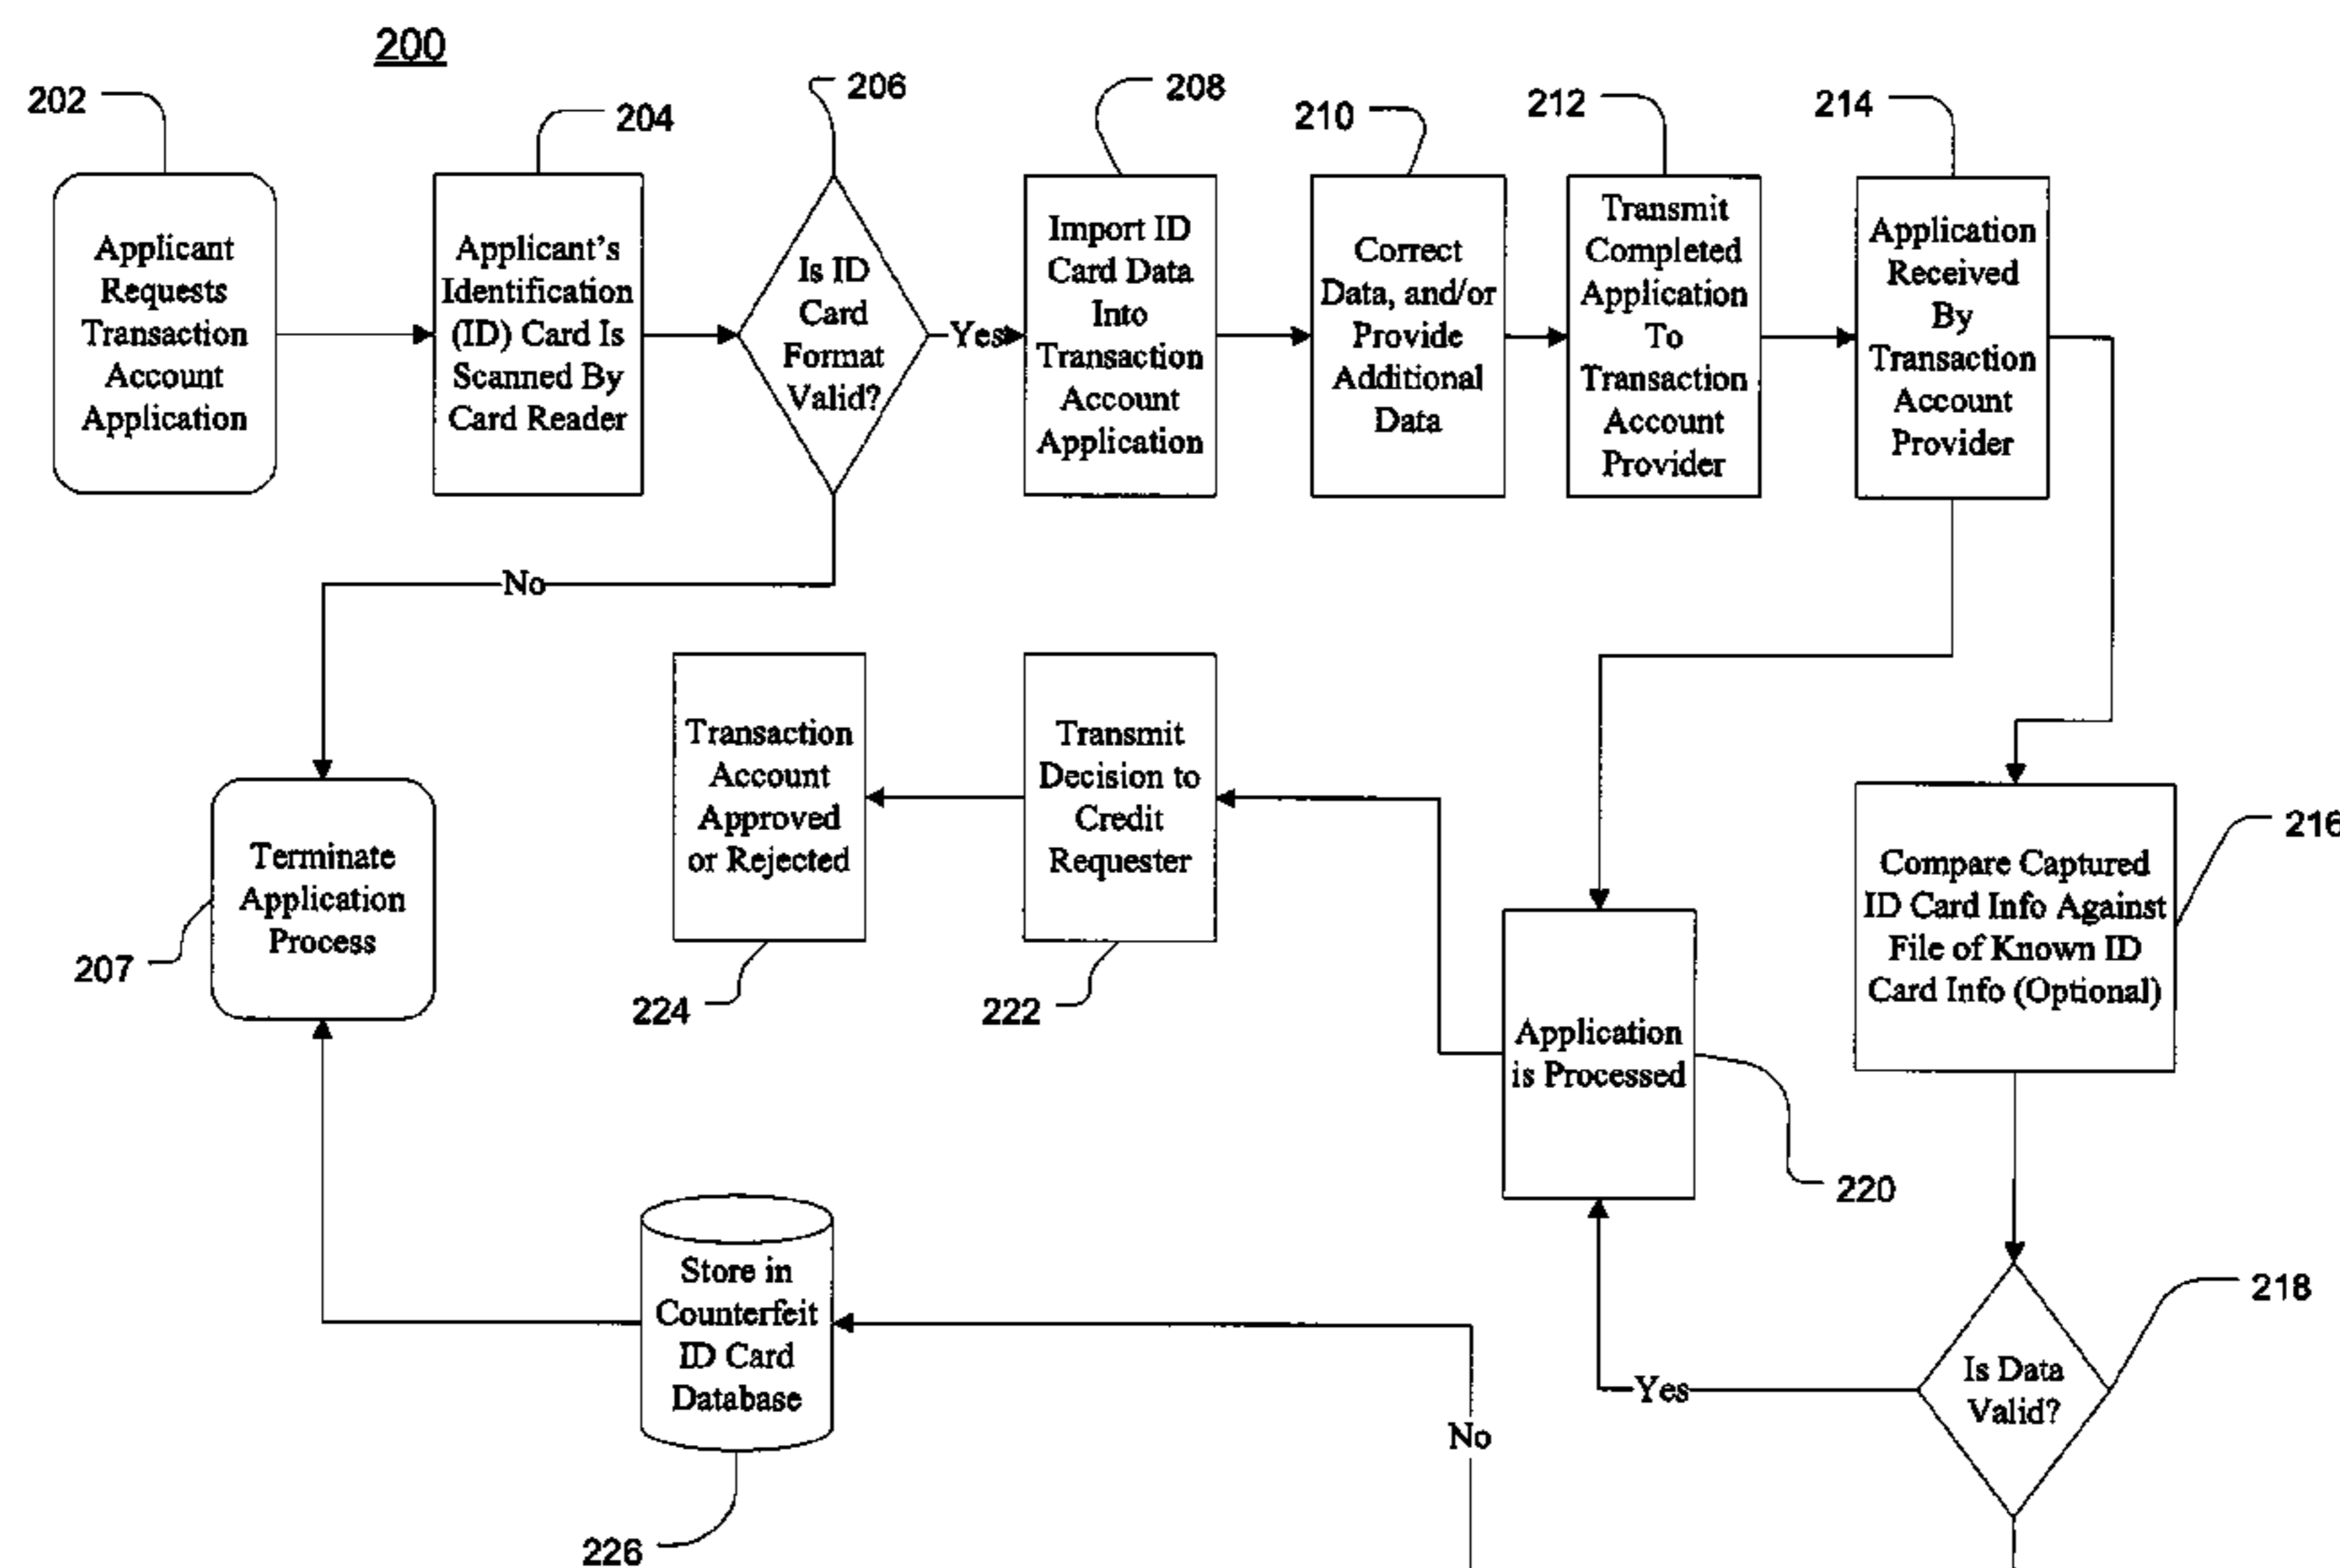 200
202
204
206
208
210
212
214
Applicant
Requests
Transaction
Account
Application
Applicant's
Identification
(ID) Card Is
Scanned By
Card Reader
Is ID
Card
Format
Valid?
Yes
Import ID
Card Data
Into
Transaction
Account
Application
Correct
Data, and/or
Provide
Additional
Data
Transmit
Completed
Application
To
Transaction
Account
Provider
Application
Received
By
Transaction
Account
Provider
No
Terminate
Application
Process
207
Transaction
Account
Approved
or Rejected
224
Transmit
Decision to
Credit
Requester
222
Application
is Processed
220
Compare Captured
ID Card Info Against
File of Known ID
Card Info (Optional)
216
Store in
Counterfeit
ID Card
Database
226
No
Yes
Is Data
Valid?
218